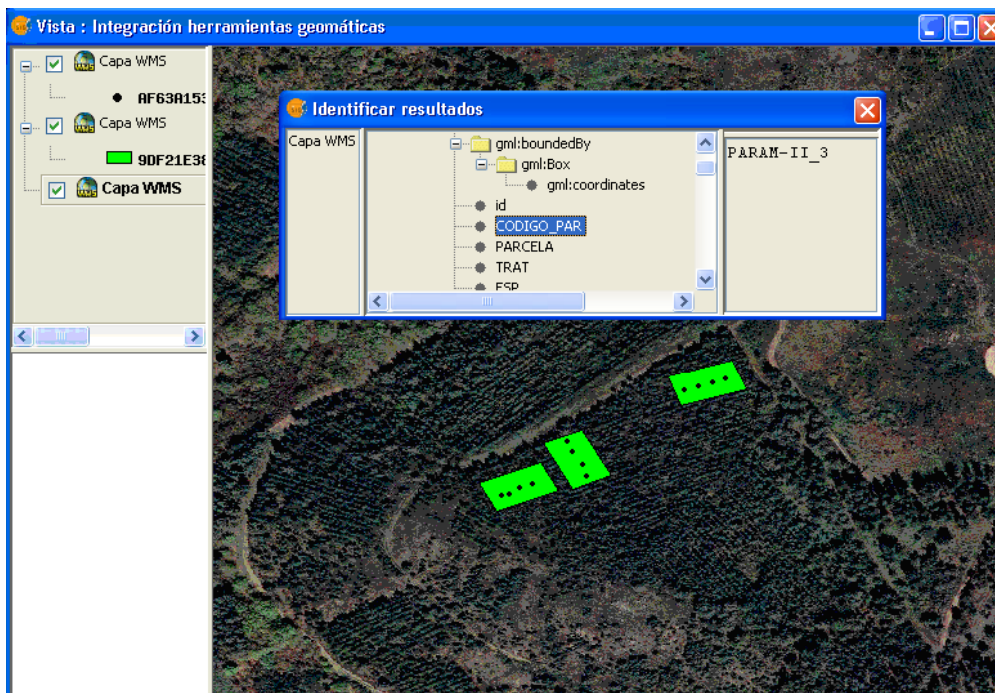 Vista : Integración herramientas geomáticas
Capa WMS
AF63A153
Capa WMS
9DF21E38
Capa WMS
Identificar resultados
Capa WMS
gml:boundedBy
gml:Box
gml:coordinates
id
CODIGO_PAR
PARCELA
TRAT
ESP
PARAM-II_3